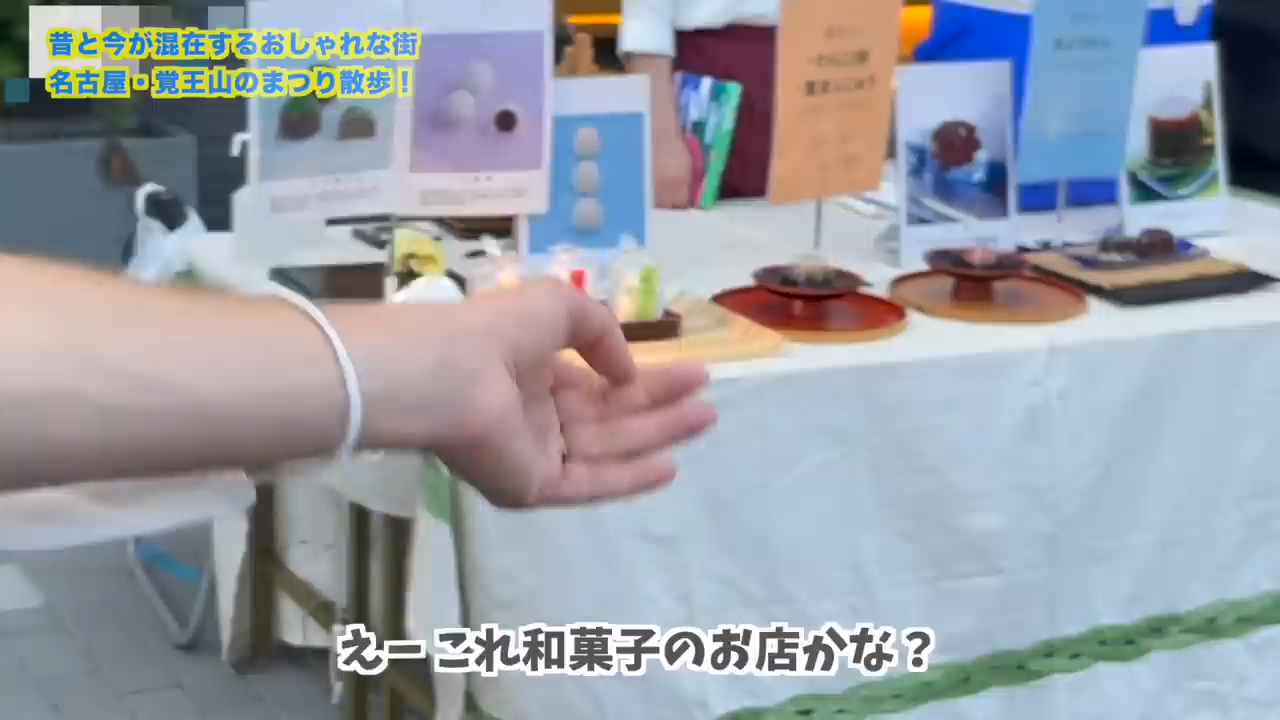 昔と今が混在するおしゃれな街
名古屋・覚王山のまつり散歩！
えーこれ和菓子のお店かな？